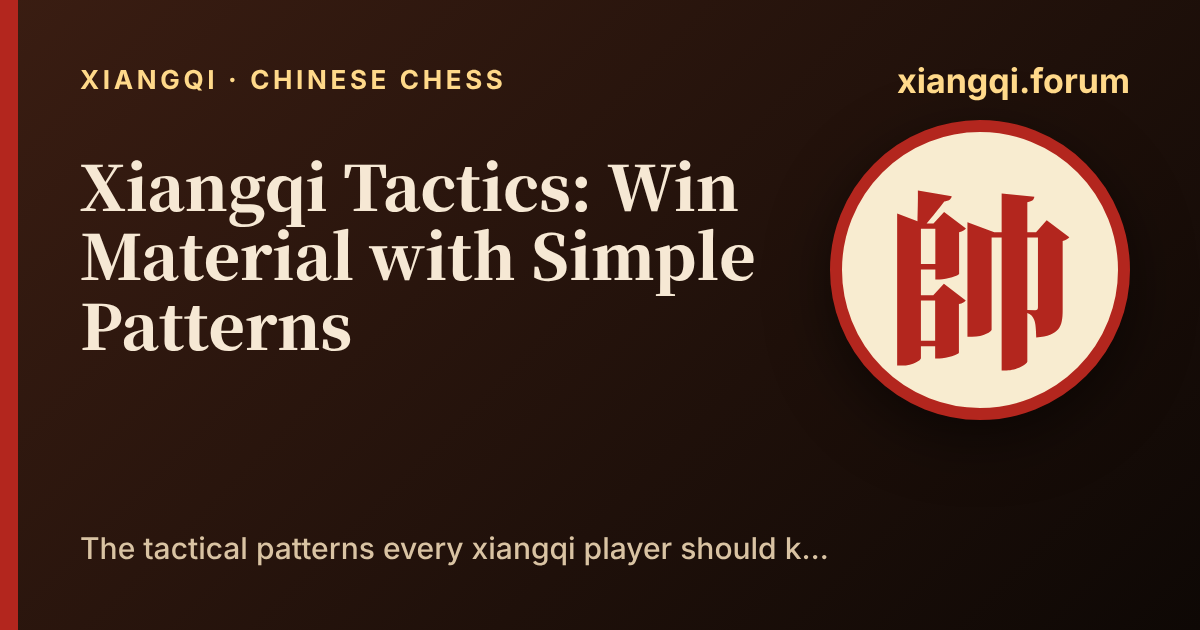 XIANGQI · CHINESE CHESS
xiangqi.forum
Xiangqi Tactics: Win
Material with Simple
Patterns
帥
The tactical patterns every xiangqi player should k…